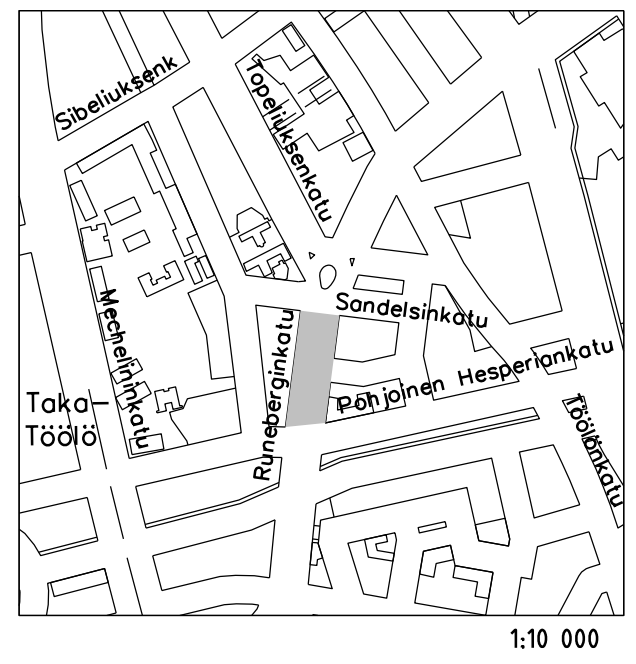 Sibeliuksenk
Topeliuksenkatu
Mechelininkatu
Sandelsinkatu
Runeberginkatu
Pohjoinen Hesperiankatu
Taka-
Töölö
Töölönkatu
1:10 000